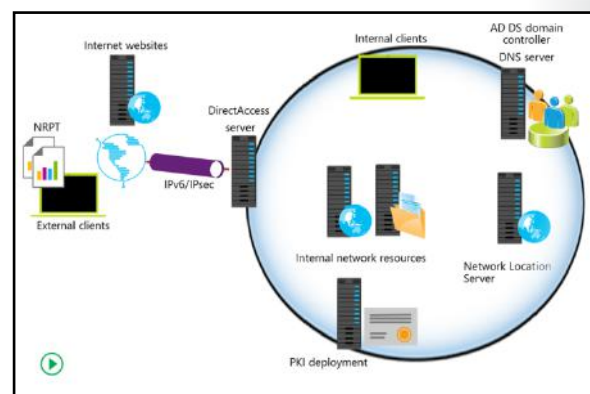 Internet websites
Internal clients
AD DS domain
controller
DNS server
DirectAccess
server
NRPT
IPv6/IPsec
External clients
Internal network resources
Network Location
Server
PKI deployment